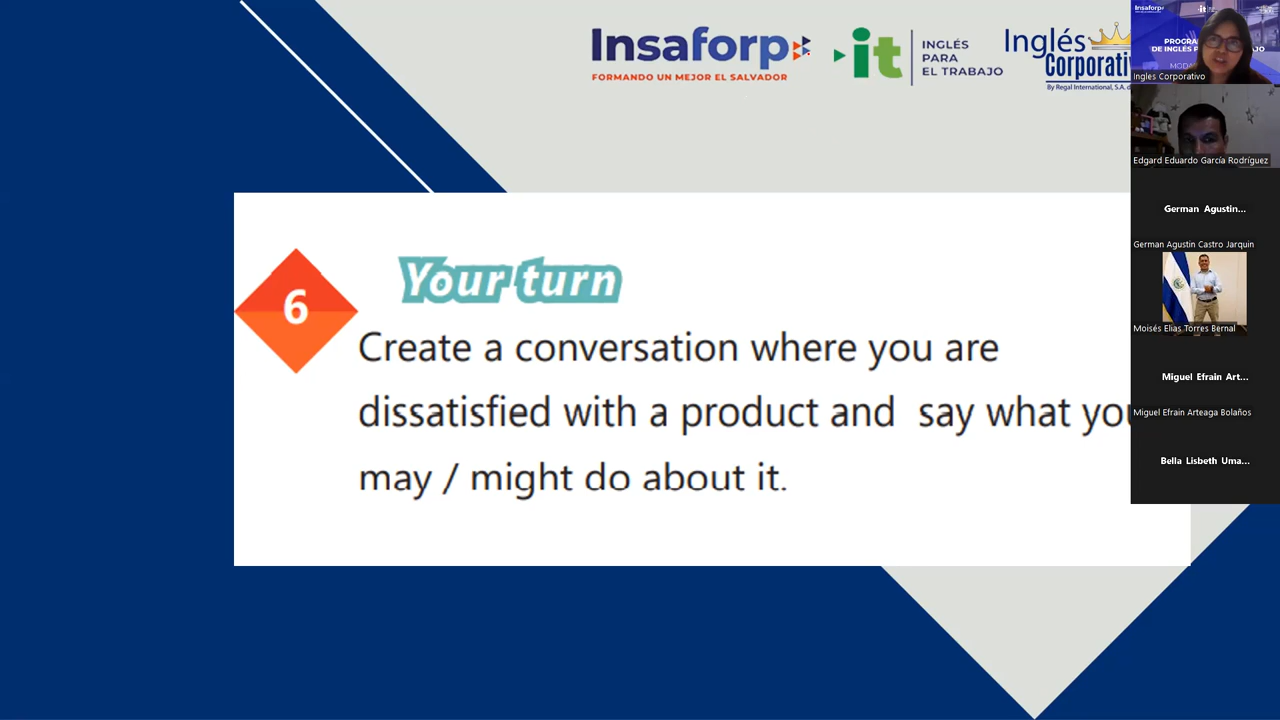 Insaforp
FORMANDO UN MEJOR EL SALVADOR
it
INGLÉS
PARA
EL TRABAJO
Inglés
Corporativ
By Regal International, S.A. d
6
Your turn
Create a conversation where you are
dissatisfied with a product and say what you
may / might do about it.
Insaforp
it
Ingles Corporativo
Edgard Eduardo García Rodríguez
German Agustin...
German Agustin Castro Jarquin
Moisés Elias Torres Bernal
Miguel Efrain Art...
Miguel Efrain Arteaga Bolaños
Bella Lisbeth Uma...